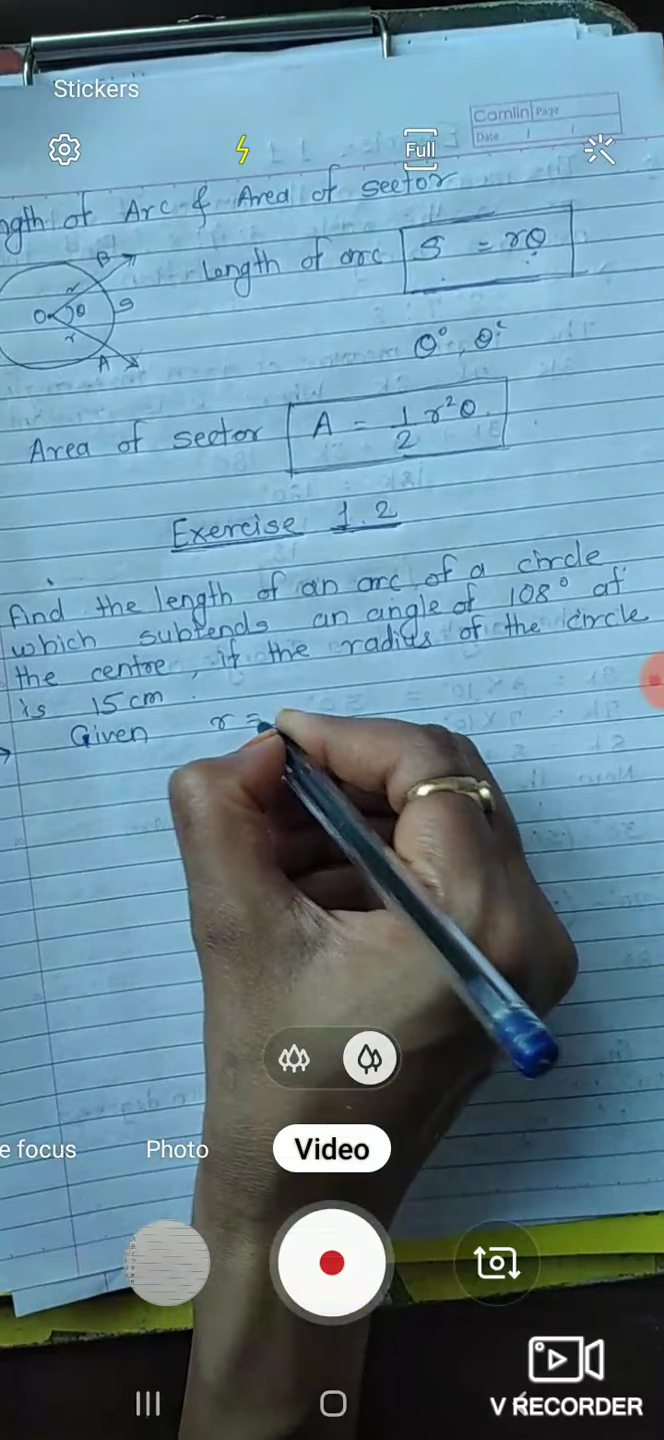 Stickers
Full
Camlin Page
Date / /
ngth of Arc & Area of sector
B
Length of arc S = rθ
r
O θ S
r
A
θ°, θᶜ
Area of sector A = 1/2 r²θ
Exercise 1.2
Find the length of an arc of a circle
which subtends an angle of 108° at
the centre, if the radius of the circle
is 15 cm.
Given r =
e focus Photo Video
V RECORDER